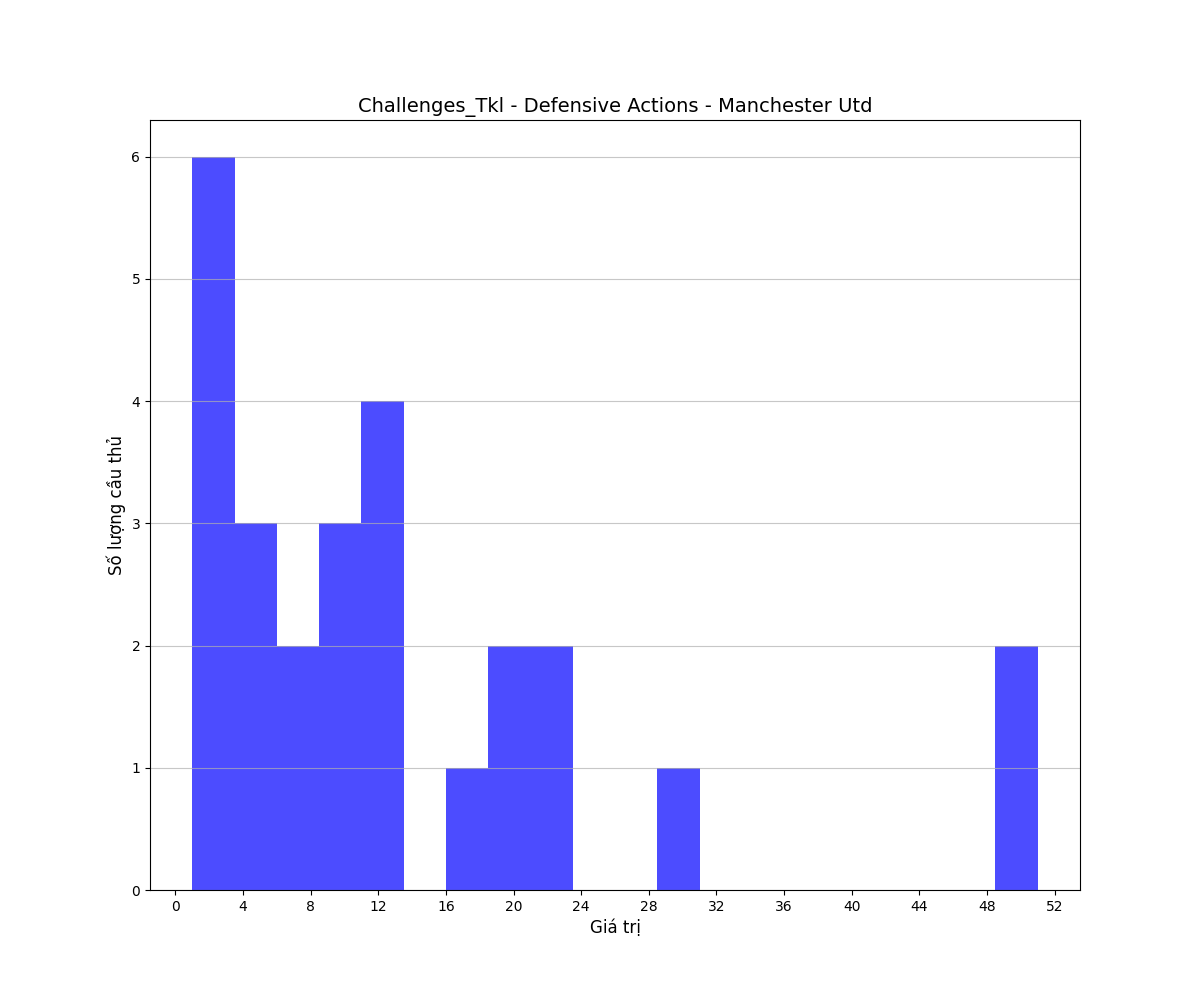 Challenges_Tkl - Defensive Actions - Manchester Utd
6
5
4
3
2
1
0
Số lượng cầu thủ
0 4 8 12 16 20 24 28 32 36 40 44 48 52
Giá trị